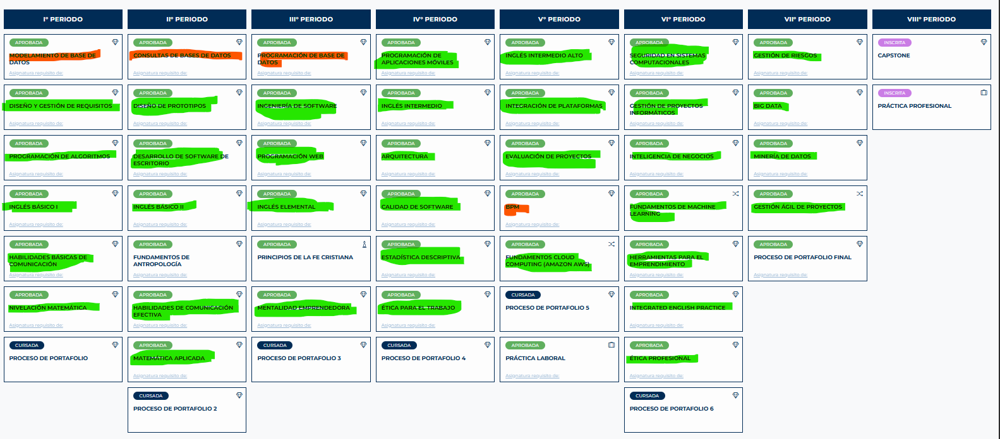 Iº PERIODO
APROBADA
MODELAMIENTO DE BASE DE
DATOS
Asignatura requisito de:
APROBADA
DISEÑO Y GESTIÓN DE REQUISITOS
Asignatura requisito de:
APROBADA
PROGRAMACIÓN DE ALGORITMOS
Asignatura requisito de:
APROBADA
INGLÉS BÁSICO I
Asignatura requisito de:
APROBADA
HABILIDADES BÁSICAS DE
COMUNICACIÓN
Asignatura requisito de:
APROBADA
NIVELACIÓN MATEMÁTICA
Asignatura requisito de:
CURSADA
PROCESO DE PORTAFOLIO
IIº PERIODO
APROBADA
CONSULTAS DE BASES DE DATOS
Asignatura requisito de:
APROBADA
DISEÑO DE PROTOTIPOS
Asignatura requisito de:
APROBADA
DESARROLLO DE SOFTWARE DE
ESCRITORIO
Asignatura requisito de:
APROBADA
INGLÉS BÁSICO II
Asignatura requisito de:
APROBADA
FUNDAMENTOS DE
ANTROPOLOGÍA
Asignatura requisito de:
APROBADA
HABILIDADES DE COMUNICACIÓN
EFECTIVA
Asignatura requisito de:
APROBADA
MATEMÁTICA APLICADA
Asignatura requisito de:
CURSADA
PROCESO DE PORTAFOLIO 2
IIIº PERIODO
APROBADA
PROGRAMACIÓN DE BASE DE
DATOS
Asignatura requisito de:
APROBADA
INGENIERÍA DE SOFTWARE
Asignatura requisito de:
APROBADA
PROGRAMACIÓN WEB
Asignatura requisito de:
APROBADA
INGLÉS ELEMENTAL
Asignatura requisito de:
APROBADA
PRINCIPIOS DE LA FE CRISTIANA
APROBADA
MENTALIDAD EMPRENDEDORA
Asignatura requisito de:
CURSADA
PROCESO DE PORTAFOLIO 3
IVº PERIODO
APROBADA
PROGRAMACIÓN DE
APLICACIONES MÓVILES
Asignatura requisito de:
APROBADA
INGLÉS INTERMEDIO
Asignatura requisito de:
APROBADA
ARQUITECTURA
Asignatura requisito de:
APROBADA
CALIDAD DE SOFTWARE
Asignatura requisito de:
APROBADA
ESTADÍSTICA DESCRIPTIVA
Asignatura requisito de:
APROBADA
ÉTICA PARA EL TRABAJO
Asignatura requisito de:
CURSADA
PROCESO DE PORTAFOLIO 4
Vº PERIODO
APROBADA
INGLÉS INTERMEDIO ALTO
Asignatura requisito de:
APROBADA
INTEGRACIÓN DE PLATAFORMAS
Asignatura requisito de:
APROBADA
EVALUACIÓN DE PROYECTOS
Asignatura requisito de:
APROBADA
BPM
Asignatura requisito de:
APROBADA
FUNDAMENTOS CLOUD
COMPUTING (AMAZON AWS)
Asignatura requisito de:
CURSADA
PROCESO DE PORTAFOLIO 5
APROBADA
PRÁCTICA LABORAL
Asignatura requisito de:
VIº PERIODO
APROBADA
SEGURIDAD EN SISTEMAS
COMPUTACIONALES
Asignatura requisito de:
APROBADA
GESTIÓN DE PROYECTOS
INFORMÁTICOS
Asignatura requisito de:
APROBADA
INTELIGENCIA DE NEGOCIOS
Asignatura requisito de:
APROBADA
FUNDAMENTOS DE MACHINE
LEARNING
Asignatura requisito de:
APROBADA
HERRAMIENTAS PARA EL
EMPRENDIMIENTO
Asignatura requisito de:
APROBADA
INTEGRATED ENGLISH PRACTICE
Asignatura requisito de:
APROBADA
ÉTICA PROFESIONAL
Asignatura requisito de:
CURSADA
PROCESO DE PORTAFOLIO 6
VIIº PERIODO
APROBADA
GESTIÓN DE RIESGOS
Asignatura requisito de:
APROBADA
BIG DATA
Asignatura requisito de:
APROBADA
MINERÍA DE DATOS
Asignatura requisito de:
APROBADA
GESTIÓN ÁGIL DE PROYECTOS
APROBADA
PROCESO DE PORTAFOLIO FINAL
Asignatura requisito de:
VIIIº PERIODO
INSCRITA
CAPSTONE
INSCRITA
PRÁCTICA PROFESIONAL